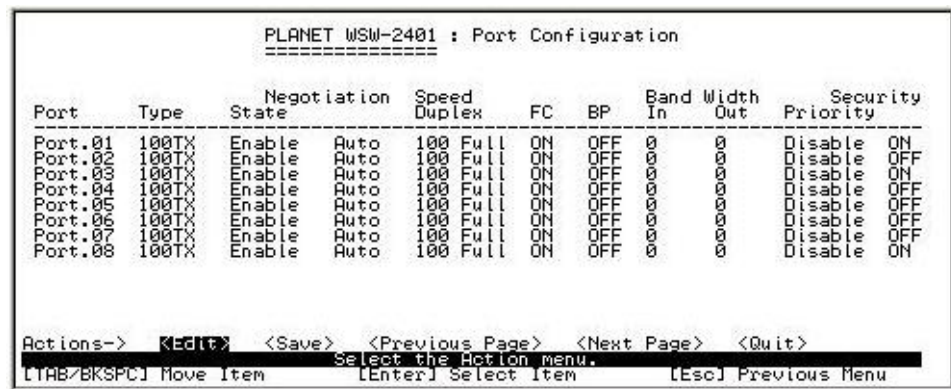 PLANET WSW-2401 : Port Configuration
================
Negotiation Speed Band Width Security
Port Type State Duplex FC BP In Out Priority
Port.01 100TX Enable Auto 100 Full ON OFF 0 0 Disable ON
Port.02 100TX Enable Auto 100 Full ON OFF 0 0 Disable OFF
Port.03 100TX Enable Auto 100 Full ON OFF 0 0 Disable ON
Port.04 100TX Enable Auto 100 Full ON OFF 0 0 Disable OFF
Port.05 100TX Enable Auto 100 Full ON OFF 0 0 Disable OFF
Port.06 100TX Enable Auto 100 Full ON OFF 0 0 Disable OFF
Port.07 100TX Enable Auto 100 Full ON OFF 0 0 Disable OFF
Port.08 100TX Enable Auto 100 Full ON OFF 0 0 Disable ON
Actions-> <Edit> <Save> <Previous Page> <Next Page> <Quit>
Select the Action menu.
[TAB/BKSPC] Move Item [Enter] Select Item [Esc] Previous Menu